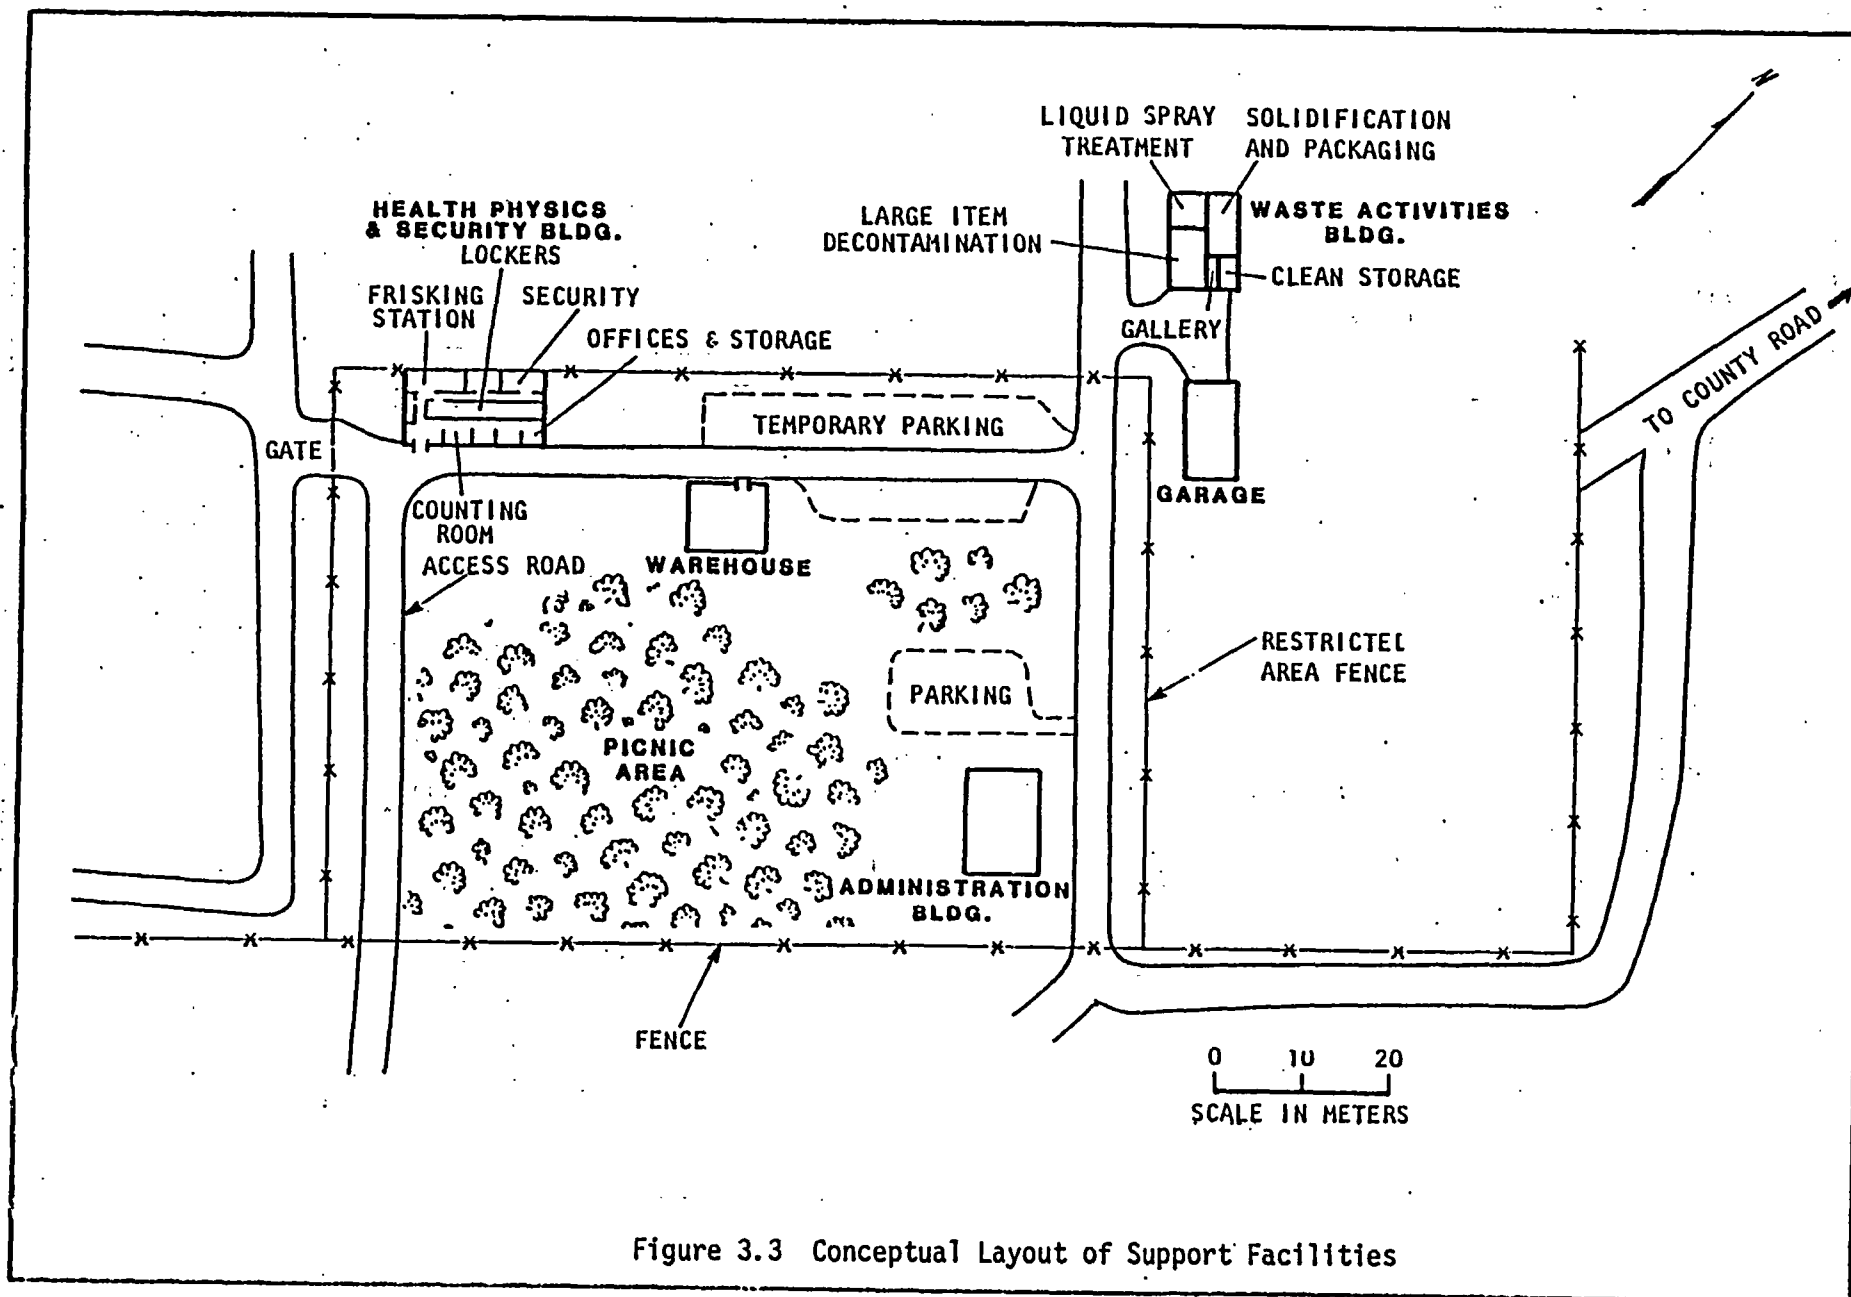 N
LIQUID SPRAY
TREATMENT
SOLIDIFICATION
AND PACKAGING
WASTE ACTIVITIES
BLDG.
LARGE ITEM
DECONTAMINATION
CLEAN STORAGE
GALLERY
HEALTH PHYSICS
& SECURITY BLDG.
LOCKERS
FRISKING
STATION
SECURITY
OFFICES & STORAGE
TO COUNTY ROAD
TEMPORARY PARKING
GATE
GARAGE
COUNTING
ROOM
ACCESS ROAD
WAREHOUSE
RESTRICTED
AREA FENCE
PARKING
PICNIC
AREA
ADMINISTRATION
BLDG.
FENCE
0 10 20
SCALE IN METERS
Figure 3.3 Conceptual Layout of Support Facilities